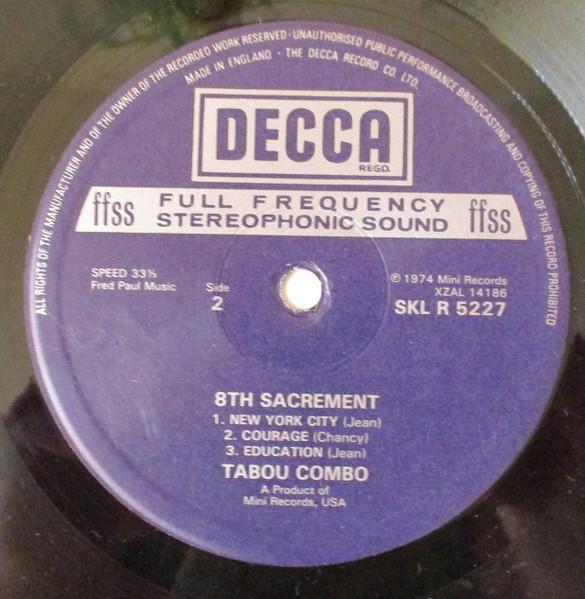 ALL RIGHTS OF THE MANUFACTURER AND OF THE OWNER OF THE RECORDED WORK RESERVED · UNAUTHORISED PUBLIC PERFORMANCE BROADCASTING AND COPYING OF THIS RECORD PROHIBITED
MADE IN ENGLAND · THE DECCA RECORD CO. LTD.
DECCA
REGD.
ffss FULL FREQUENCY STEREOPHONIC SOUND ffss
SPEED 33⅓
Fred Paul Music
Side
2
℗ 1974 Mini Records
XZAL 14186
SKL R 5227
8TH SACREMENT
1. NEW YORK CITY (Jean)
2. COURAGE (Chancy)
3. EDUCATION (Jean)
TABOU COMBO
A Product of
Mini Records, USA